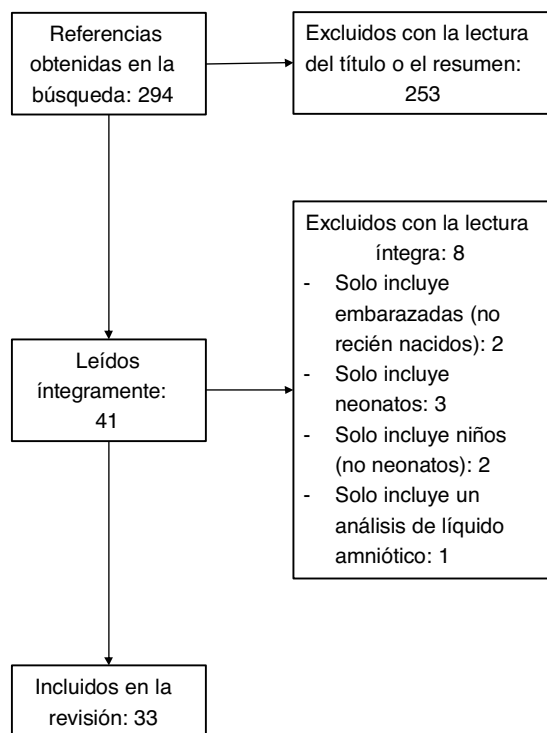 Referencias
obtenidas en la
búsqueda: 294
Excluidos con la lectura
del título o el resumen:
253
Leídos
íntegramente:
41
Excluidos con la lectura
íntegra: 8
- Solo incluye
embarazadas (no
recién nacidos): 2
- Solo incluye
neonatos: 3
- Solo incluye niños
(no neonatos): 2
- Solo incluye un
análisis de líquido
amniótico: 1
Incluidos en la
revisión: 33